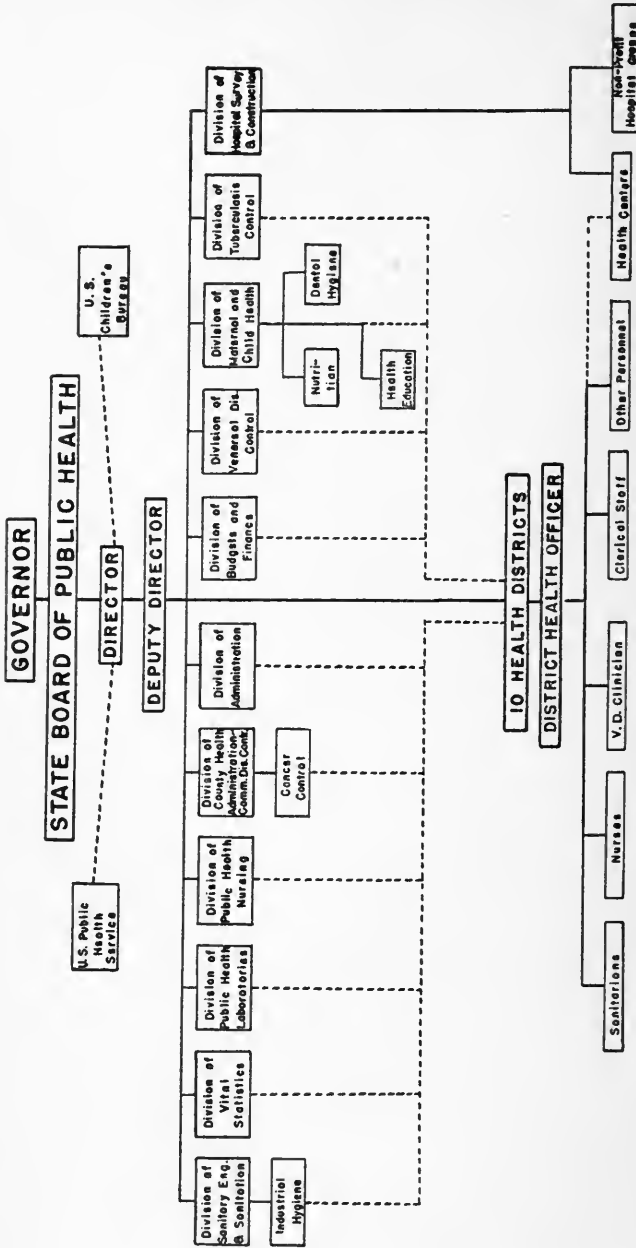 GOVERNOR
STATE BOARD OF PUBLIC HEALTH
U.S. Public
Health
Service
DIRECTOR
U. S.
Children's
Bureau
DEPUTY DIRECTOR
Division of
Sanitary Eng.
& Sanitation
Industrial
Hygiene
Division of
Vital
Statistics
Division of
Public Health
Laboratories
Division of
Public Health
Nursing
Division of
County Health
Administration-
Comm. Dis. Contr.
Cancer
Control
Division of
Administration
Division of
Budgets and
Finance
Division of
Venereal Dis.
Control
Division of
Maternal and
Child Health
Nutri-
tian
Dental
Hygiene
Health
Education
Division of
Tuberculosis
Control
Division of
Hospital Survey
& Construction
10 HEALTH DISTRICTS
DISTRICT HEALTH OFFICER
Sanitarians
Nurses
V. D. Clinician
Clerical Staff
Other Personnel
Health Centers
Non-Profit
Hospital